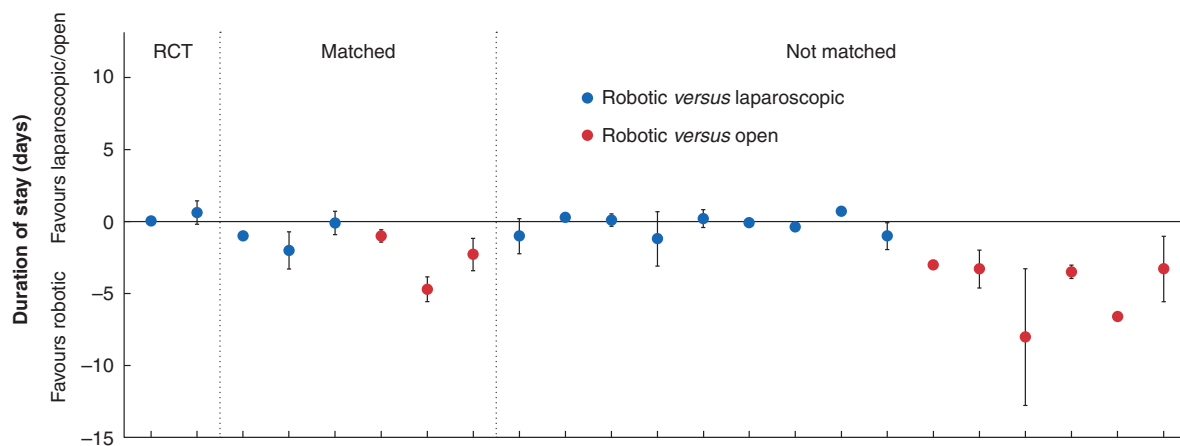 RCT
Matched
Not matched
Robotic versus laparoscopic
Robotic versus open
Duration of stay (days)
Favours laparoscopic/open
Favours robotic
10
5
0
–5
–10
–15